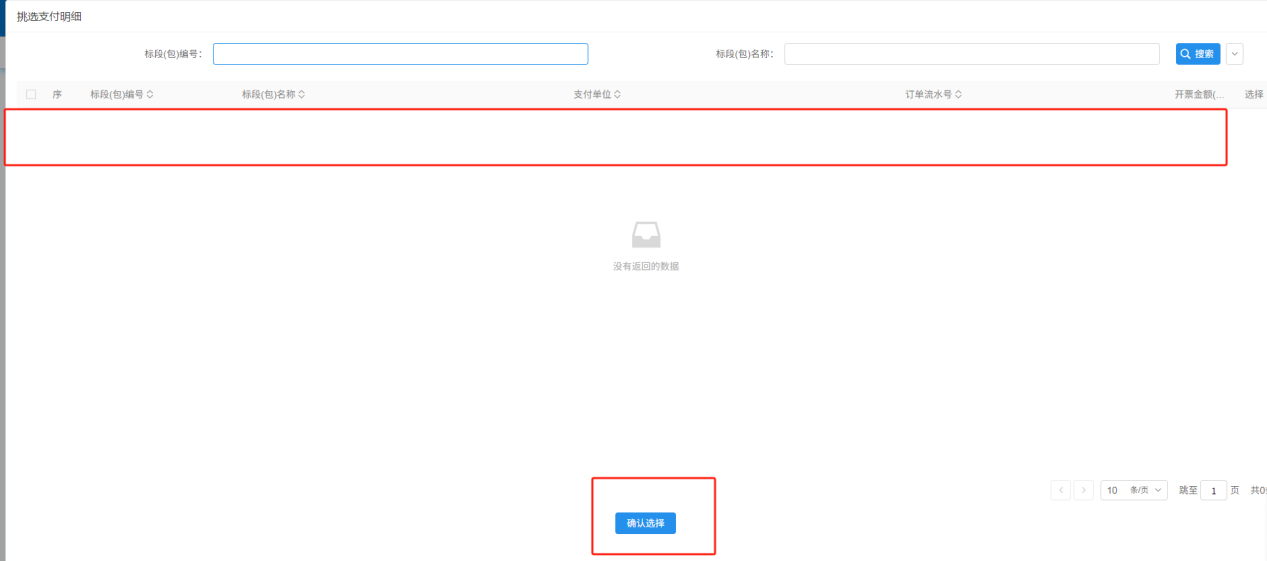 挑选支付明细
标段(包)编号: 标段(包)名称: 搜索
序 标段(包)编号 标段(包)名称 支付单位 订单流水号 开票金额(... 选择
没有返回的数据
10 条/页 跳至 1 页 共0
确认选择